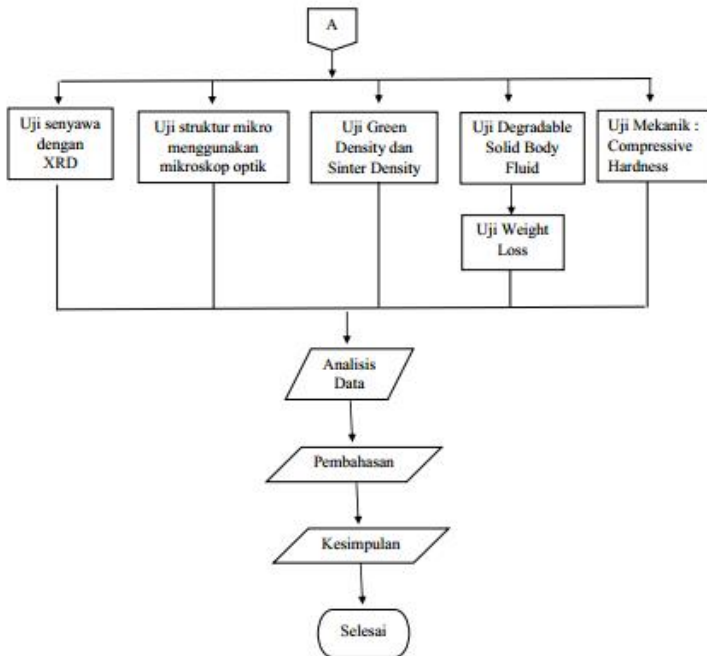 A
Uji senyawa
dengan
XRD
Uji struktur mikro
menggunakan
mikroskop optik
Uji Green
Density dan
Sinter Density
Uji Degradable
Solid Body
Fluid
Uji Mekanik :
Compressive
Hardness
Uji Weight
Loss
Analisis
Data
Pembahasan
Kesimpulan
Selesai